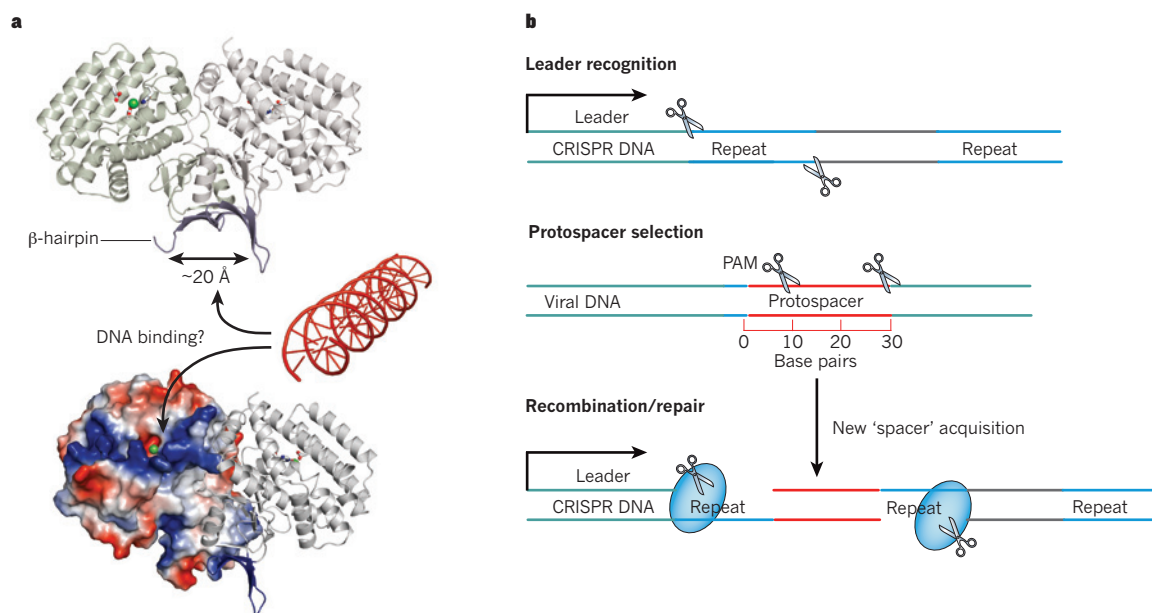 a
β-hairpin
~20 Å
DNA binding?
b
Leader recognition
Leader
CRISPR DNA Repeat Repeat
Protospacer selection
PAM
Viral DNA Protospacer
0 10 20 30
Base pairs
New ‘spacer’ acquisition
Recombination/repair
Leader
CRISPR DNA Repeat Repeat Repeat